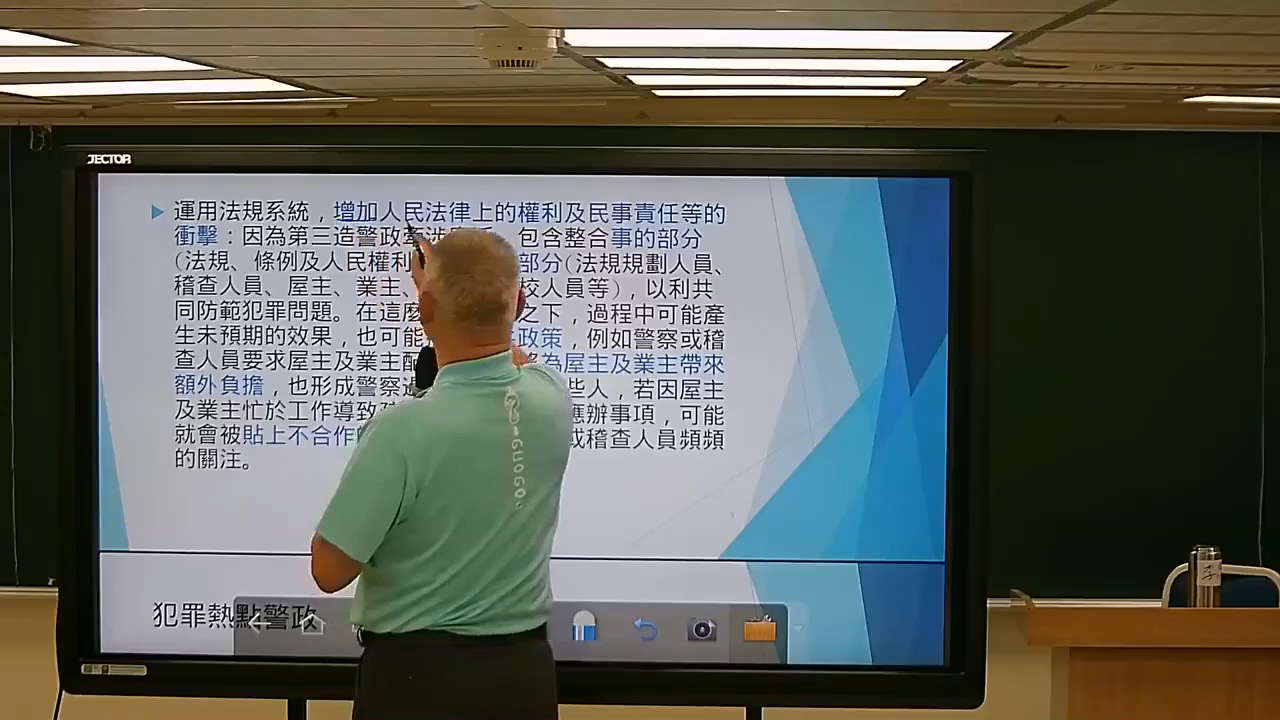 JECTOR
運用法規系統，增加人民法律上的權利及民事責任等的
衝擊：因為第三造警政 包含整合事的部分
（法規、條例及人民權利 部分（法規規劃人員、
稽查人員、屋主、業主、 校人員等），以利共
同防範犯罪問題。在這麼 之下，過程中可能產
生未預期的效果，也可能 政策，例如警察或稽
查人員要求屋主及業主配 為屋主及業主帶來
額外負擔，也形成警察 些人，若因屋主
及業主忙於工作導致 應辦事項，可能
就會被貼上不合作 或稽查人員頻頻
的關注。
GUOGO
犯罪熱點警政
李